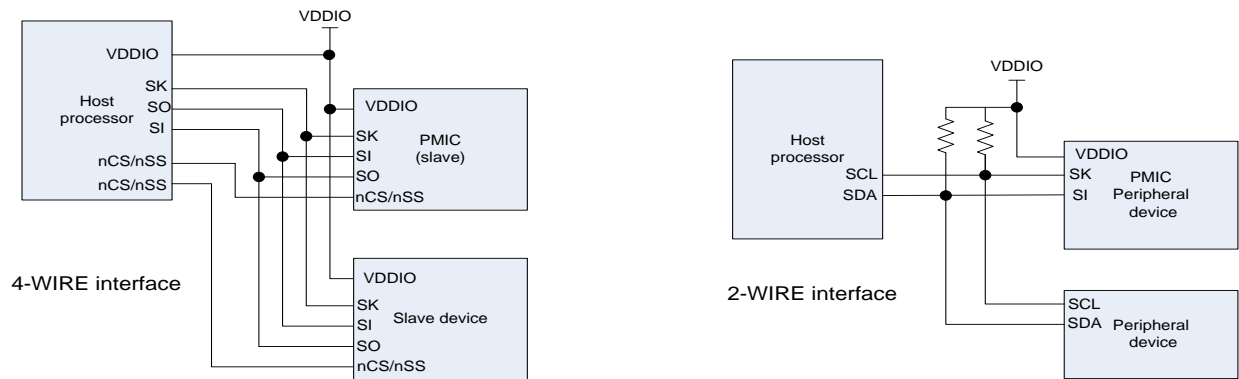 VDDIO
VDDIO
SK
SO
SI
Host
processor
nCS/nSS
nCS/nSS
VDDIO
SK
SI
SO
nCS/nSS
PMIC
(slave)
VDDIO
SK
SI
SO
nCS/nSS
Slave device
4-WIRE interface
VDDIO
Host
processor
SCL
SDA
VDDIO
SK
SI
PMIC
Peripheral
device
SCL
SDA
Peripheral
device
2-WIRE interface